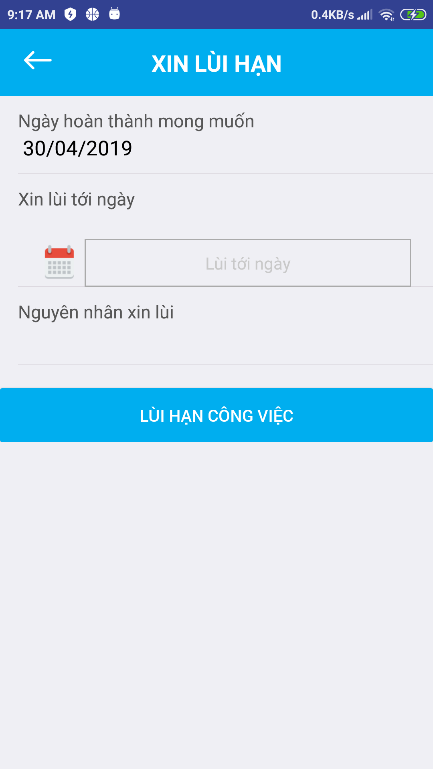 9:17 AM 0.4KB/s
XIN LÙI HẠN
Ngày hoàn thành mong muốn
30/04/2019
Xin lùi tới ngày
Lùi tới ngày
Nguyên nhân xin lùi
LÙI HẠN CÔNG VIỆC